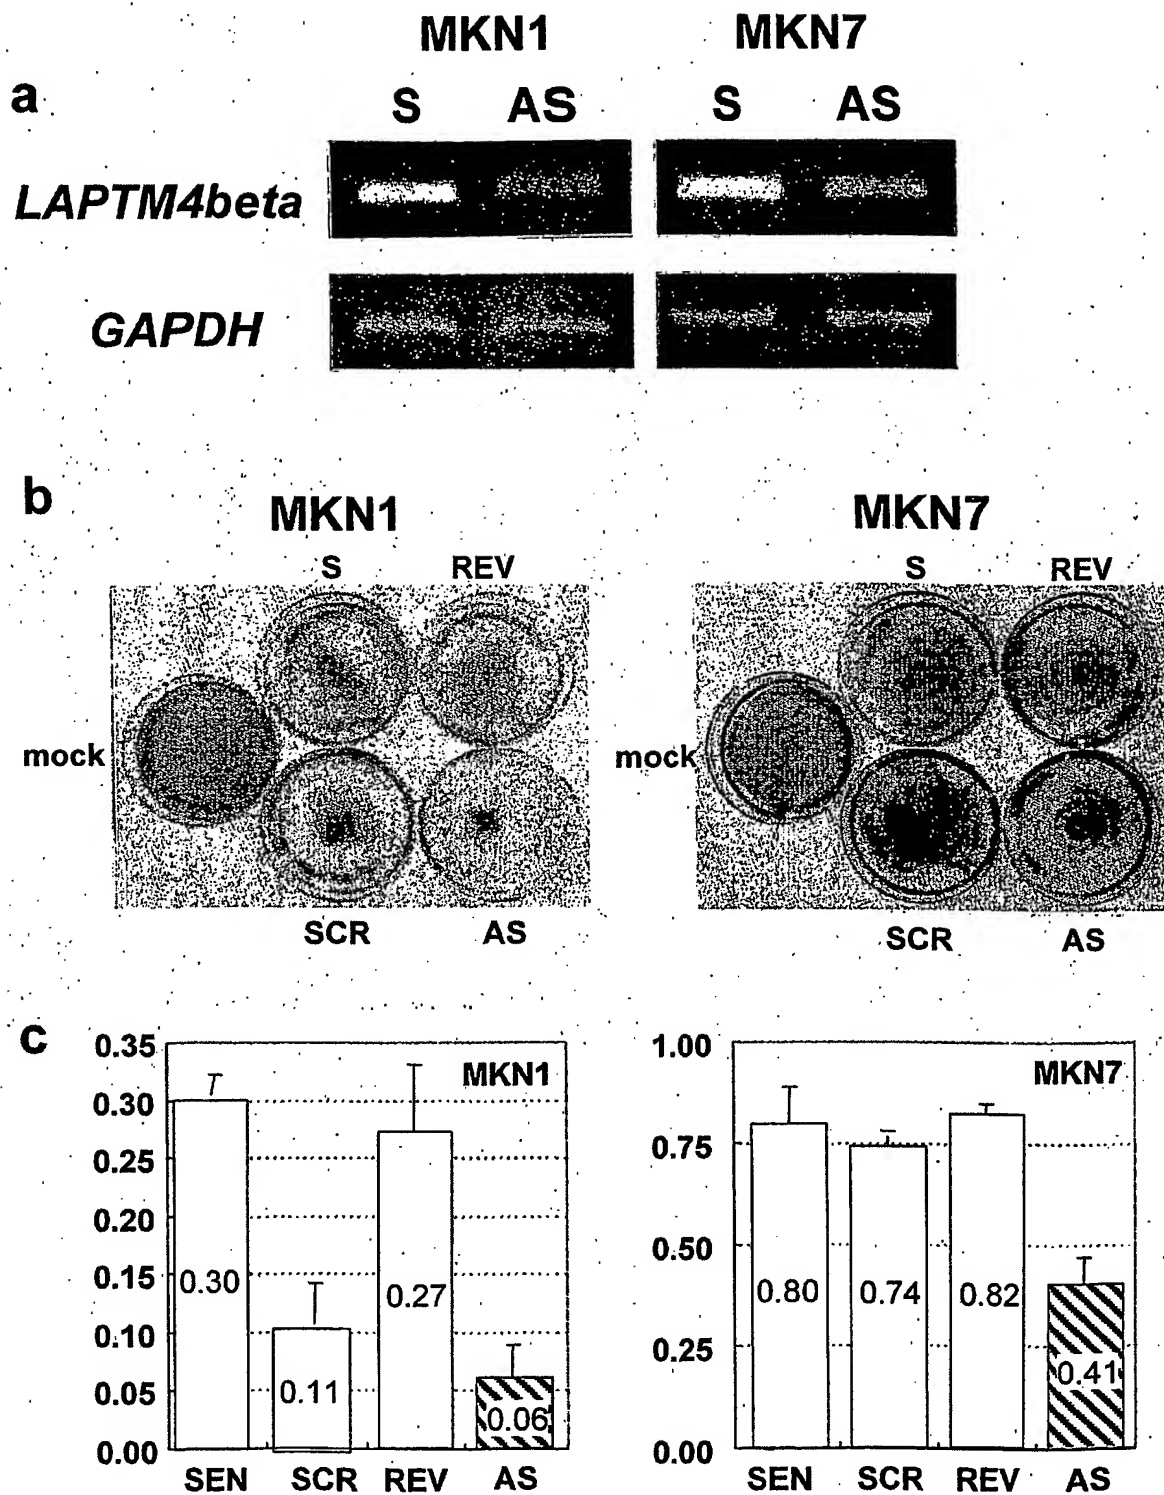 MKN1 MKN7
a
S AS S AS
LAPTM4beta
GAPDH
b
MKN1 MKN7
S REV S REV
mock mock
SCR AS SCR AS
c
0.35
0.30
0.25
0.20
0.15
0.10
0.05
0.00
MKN1
0.30 0.11 0.27 0.06
SEN SCR REV AS
1.00
0.75
0.50
0.25
0.00
MKN7
0.80 0.74 0.82 0.41
SEN SCR REV AS